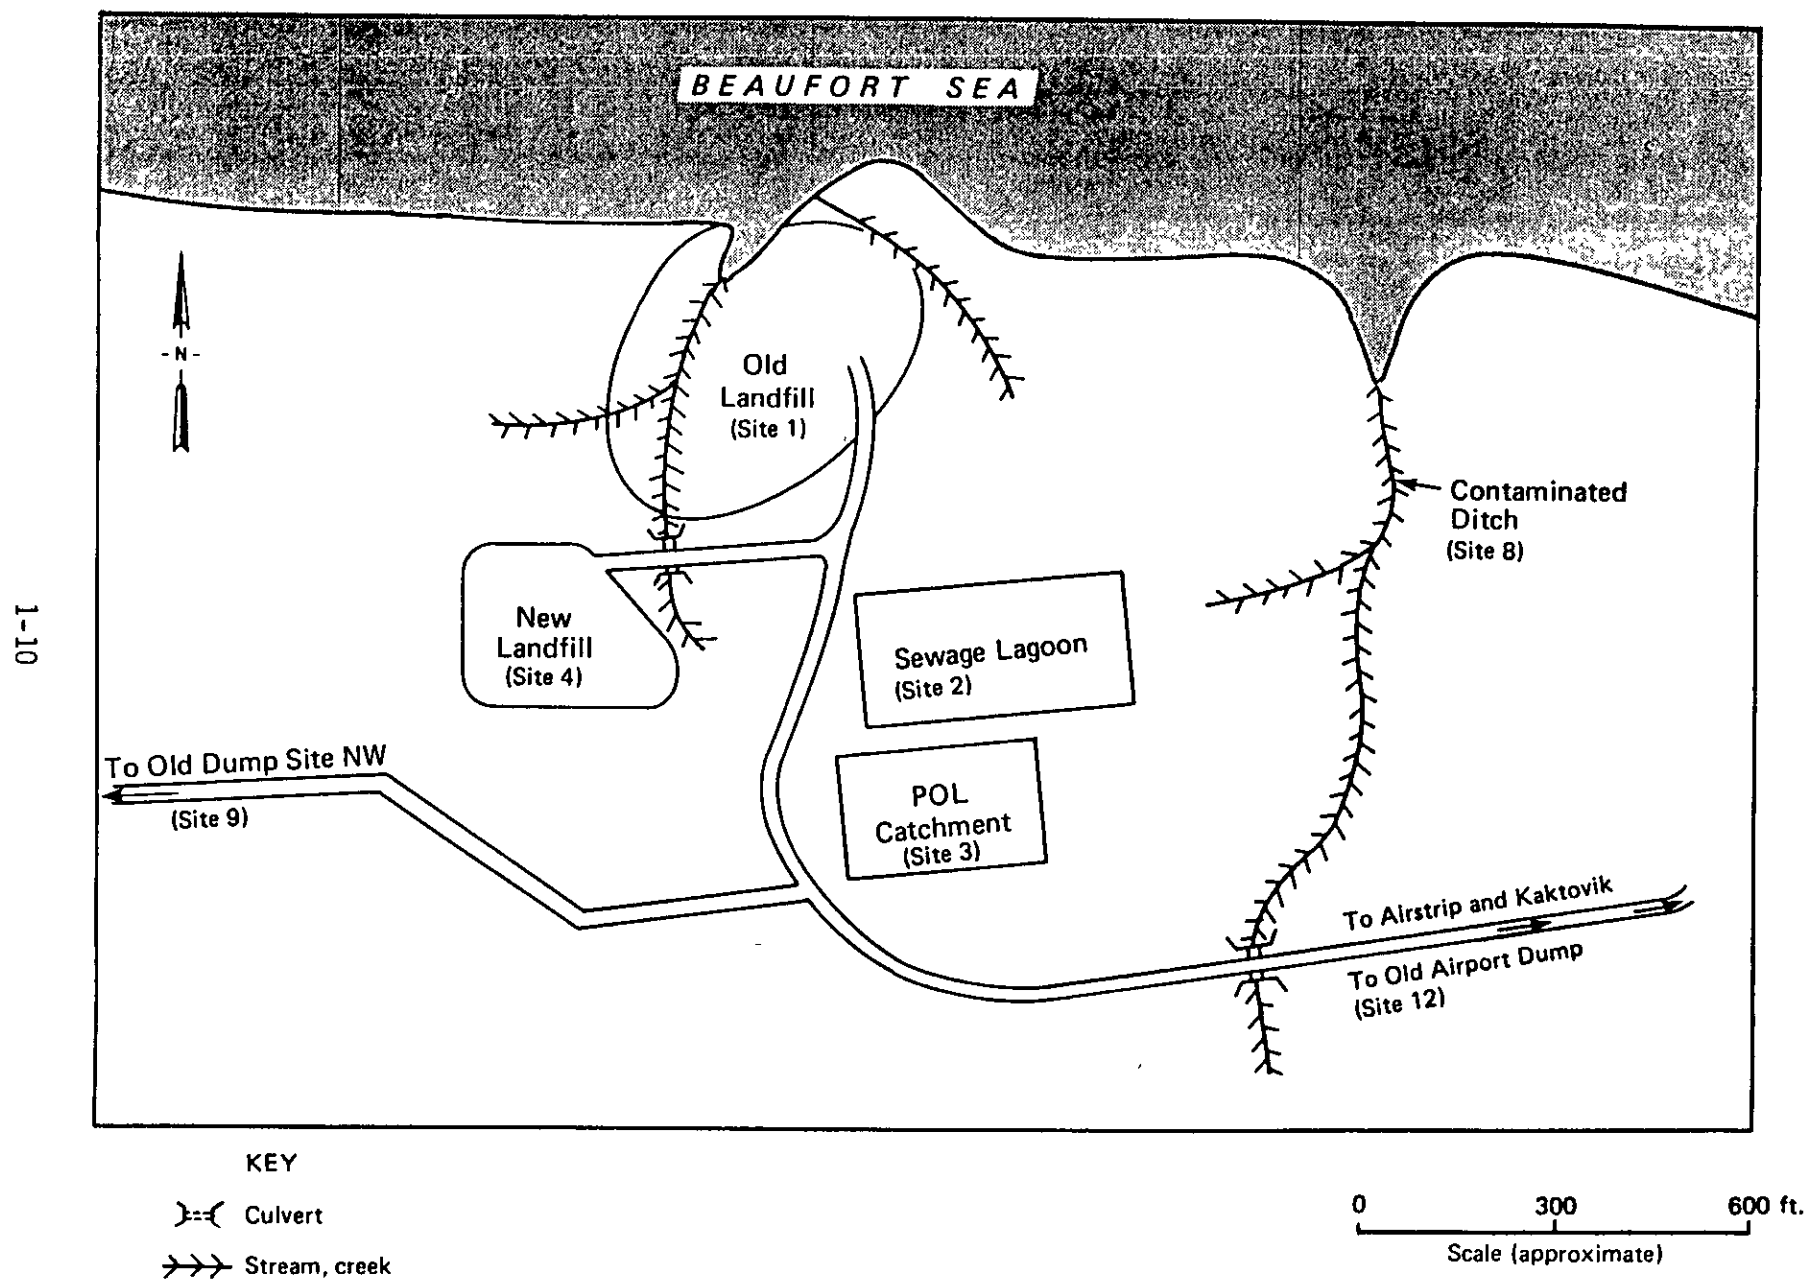 BEAUFORT SEA
- N -
Old
Landfill
(Site 1)
Contaminated
Ditch
(Site 8)
New
Landfill
(Site 4)
Sewage Lagoon
(Site 2)
1-10
To Old Dump Site NW
(Site 9)
POL
Catchment
(Site 3)
To Airstrip and Kaktovik
To Old Airport Dump
(Site 12)
KEY
Culvert
Stream, creek
0 300 600 ft.
Scale (approximate)